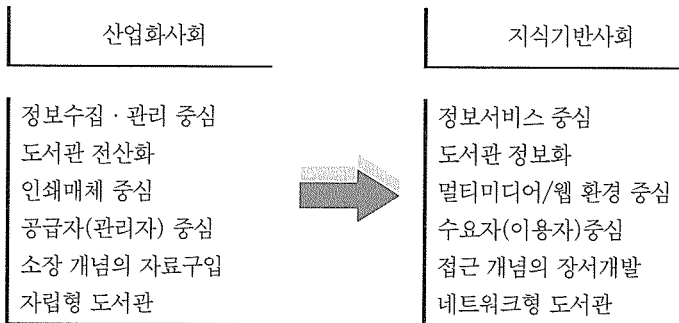 산업화사회
정보수집 · 관리 중심
도서관 전산화
인쇄매체 중심
공급자(관리자) 중심
소장 개념의 자료구입
자립형 도서관
지식기반사회
정보서비스 중심
도서관 정보화
멀티미디어/웹 환경 중심
수요자(이용자)중심
접근 개념의 장서개발
네트워크형 도서관